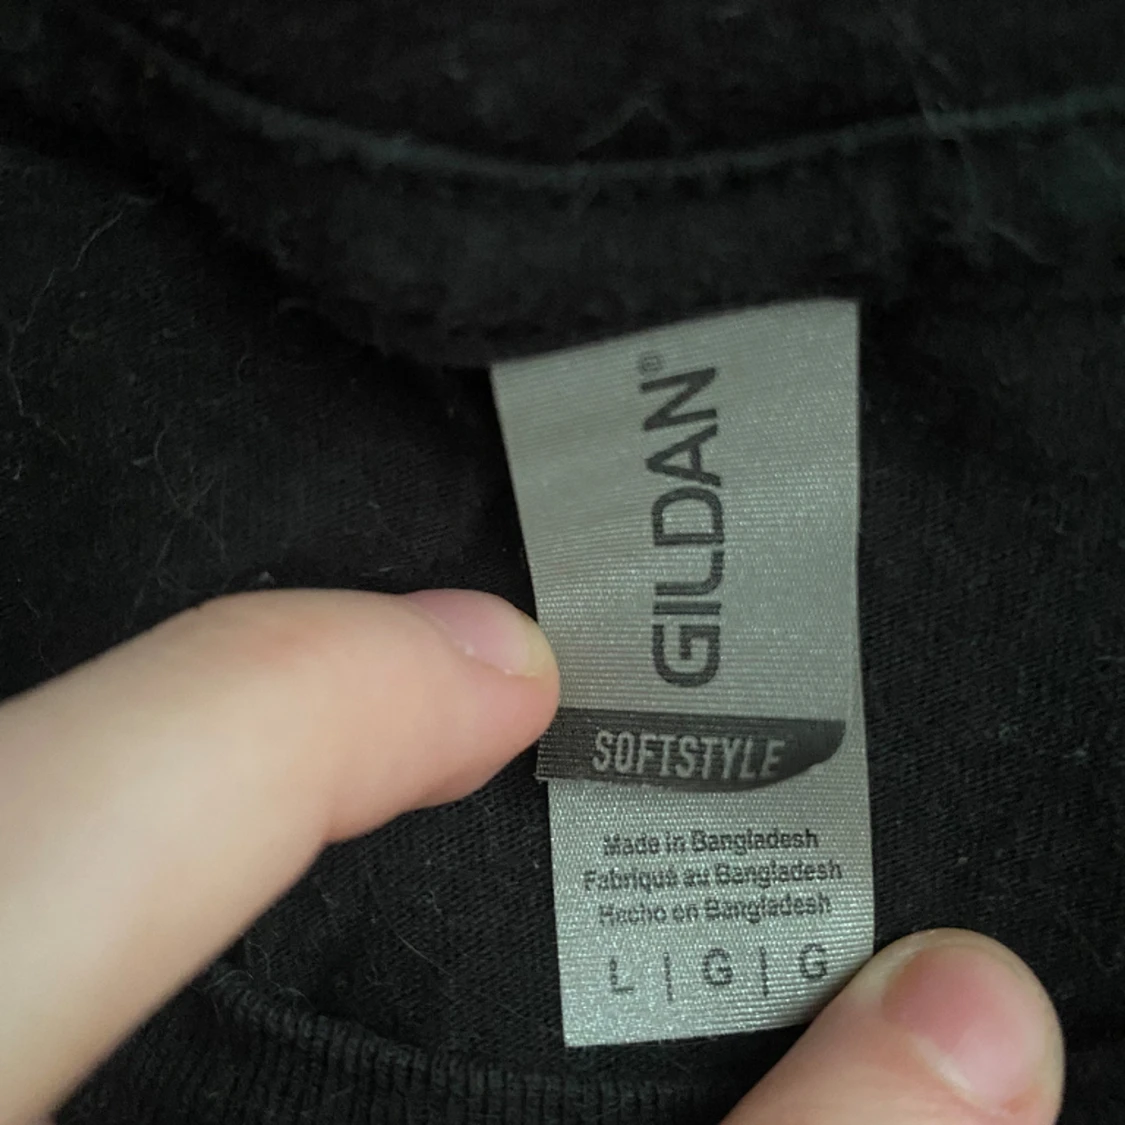 GILDAN®
SOFTSTYLE
Made in Bangladesh
Fabriqué au Bangladesh
Hecho en Bangladesh
L | G | G